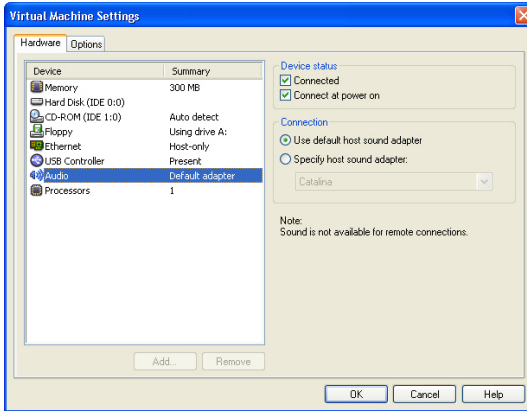 Virtual Machine Settings
Hardware Options
Device Summary
Memory 300 MB
Hard Disk (IDE 0:0)
CD-ROM (IDE 1:0) Auto detect
Floppy Using drive A:
Ethernet Host-only
USB Controller Present
Audio Default adapter
Processors 1
Add... Remove
Device status
Connected
Connect at power on
Connection
Use default host sound adapter
Specify host sound adapter:
Catalina
Note:
Sound is not available for remote connections.
OK Cancel Help